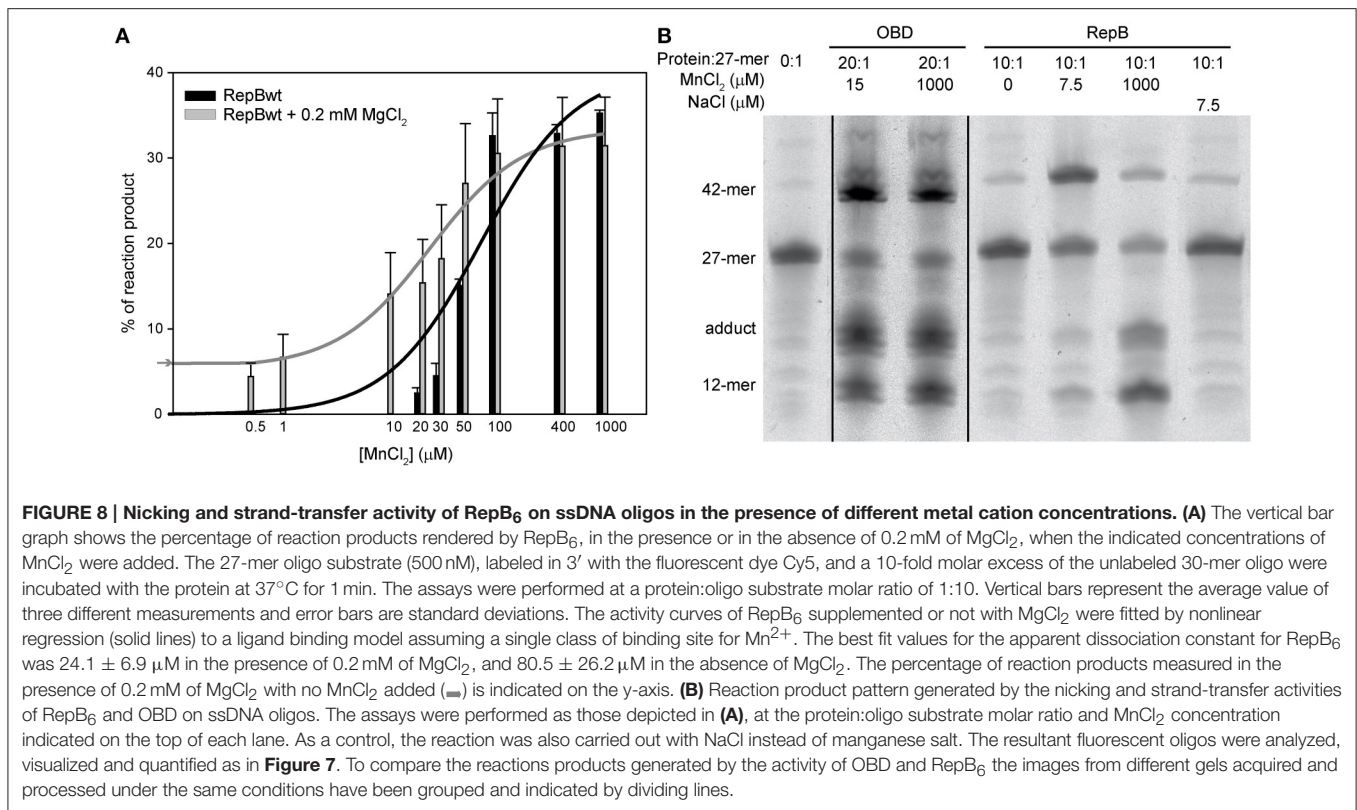 A
40
30
20
10
0
% of reaction product
RepBwt
RepBwt + 0.2 mM MgCl₂
0.5 1 10 20 30 50 100 400 1000
[MnCl₂] (μM)
B
OBD RepB
Protein:27-mer 0:1 20:1 20:1 10:1 10:1 10:1 10:1
MnCl₂ (μM) 15 1000 0 7.5 1000
NaCl (μM) 7.5
42-mer
27-mer
adduct
12-mer
FIGURE 8 | Nicking and strand-transfer activity of RepB₆ on ssDNA oligos in the presence of different metal cation concentrations. (A) The vertical bar
graph shows the percentage of reaction products rendered by RepB₆, in the presence or in the absence of 0.2 mM of MgCl₂, when the indicated concentrations of
MnCl₂ were added. The 27-mer oligo substrate (500 nM), labeled in 3′ with the fluorescent dye Cy5, and a 10-fold molar excess of the unlabeled 30-mer oligo were
incubated with the protein at 37°C for 1 min. The assays were performed at a protein:oligo substrate molar ratio of 1:10. Vertical bars represent the average value of
three different measurements and error bars are standard deviations. The activity curves of RepB₆ supplemented or not with MgCl₂ were fitted by nonlinear
regression (solid lines) to a ligand binding model assuming a single class of binding site for Mn²⁺. The best fit values for the apparent dissociation constant for RepB₆
was 24.1 ± 6.9 μM in the presence of 0.2 mM of MgCl₂, and 80.5 ± 26.2 μM in the absence of MgCl₂. The percentage of reaction products measured in the
presence of 0.2 mM of MgCl₂ with no MnCl₂ added (➡) is indicated on the y-axis. (B) Reaction product pattern generated by the nicking and strand-transfer activities
of RepB₆ and OBD on ssDNA oligos. The assays were performed as those depicted in (A), at the protein:oligo substrate molar ratio and MnCl₂ concentration
indicated on the top of each lane. As a control, the reaction was also carried out with NaCl instead of manganese salt. The resultant fluorescent oligos were analyzed,
visualized and quantified as in Figure 7. To compare the reactions products generated by the activity of OBD and RepB₆ the images from different gels acquired and
processed under the same conditions have been grouped and indicated by dividing lines.